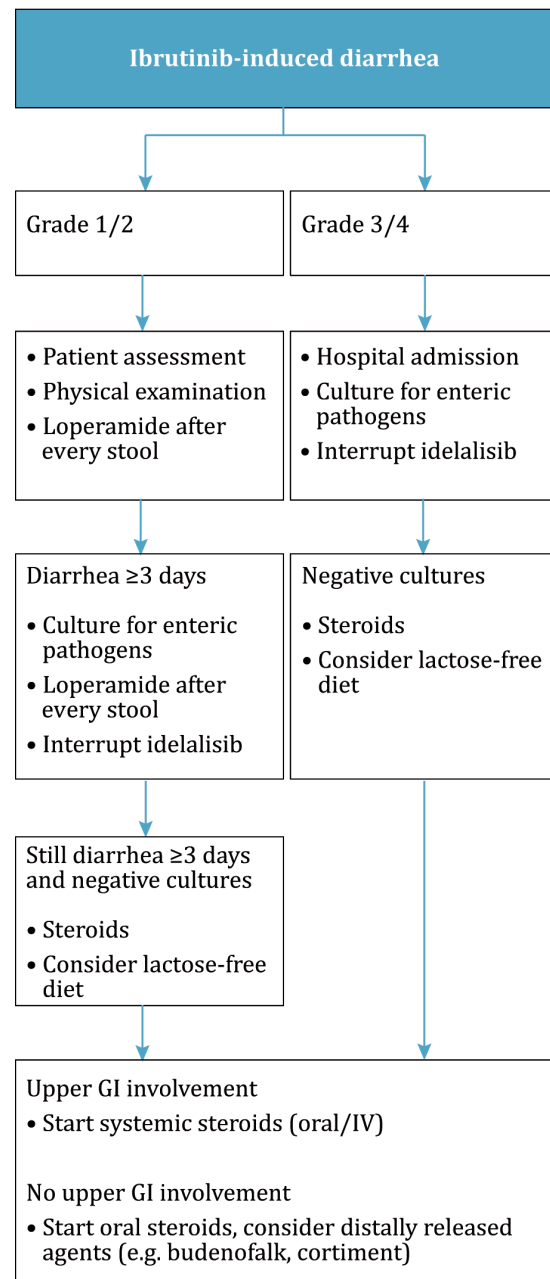 Ibrutinib-induced diarrhea
Grade 1/2
Grade 3/4
• Patient assessment
• Physical examination
• Loperamide after
every stool
• Hospital admission
• Culture for enteric
pathogens
• Interrupt idelalisib
Diarrhea ≥3 days
• Culture for enteric
pathogens
• Loperamide after
every stool
• Interrupt idelalisib
Negative cultures
• Steroids
• Consider lactose-free
diet
Still diarrhea ≥3 days
and negative cultures
• Steroids
• Consider lactose-free
diet
Upper GI involvement
• Start systemic steroids (oral/IV)
No upper GI involvement
• Start oral steroids, consider distally released
agents (e.g. budenofalk, cortiment)